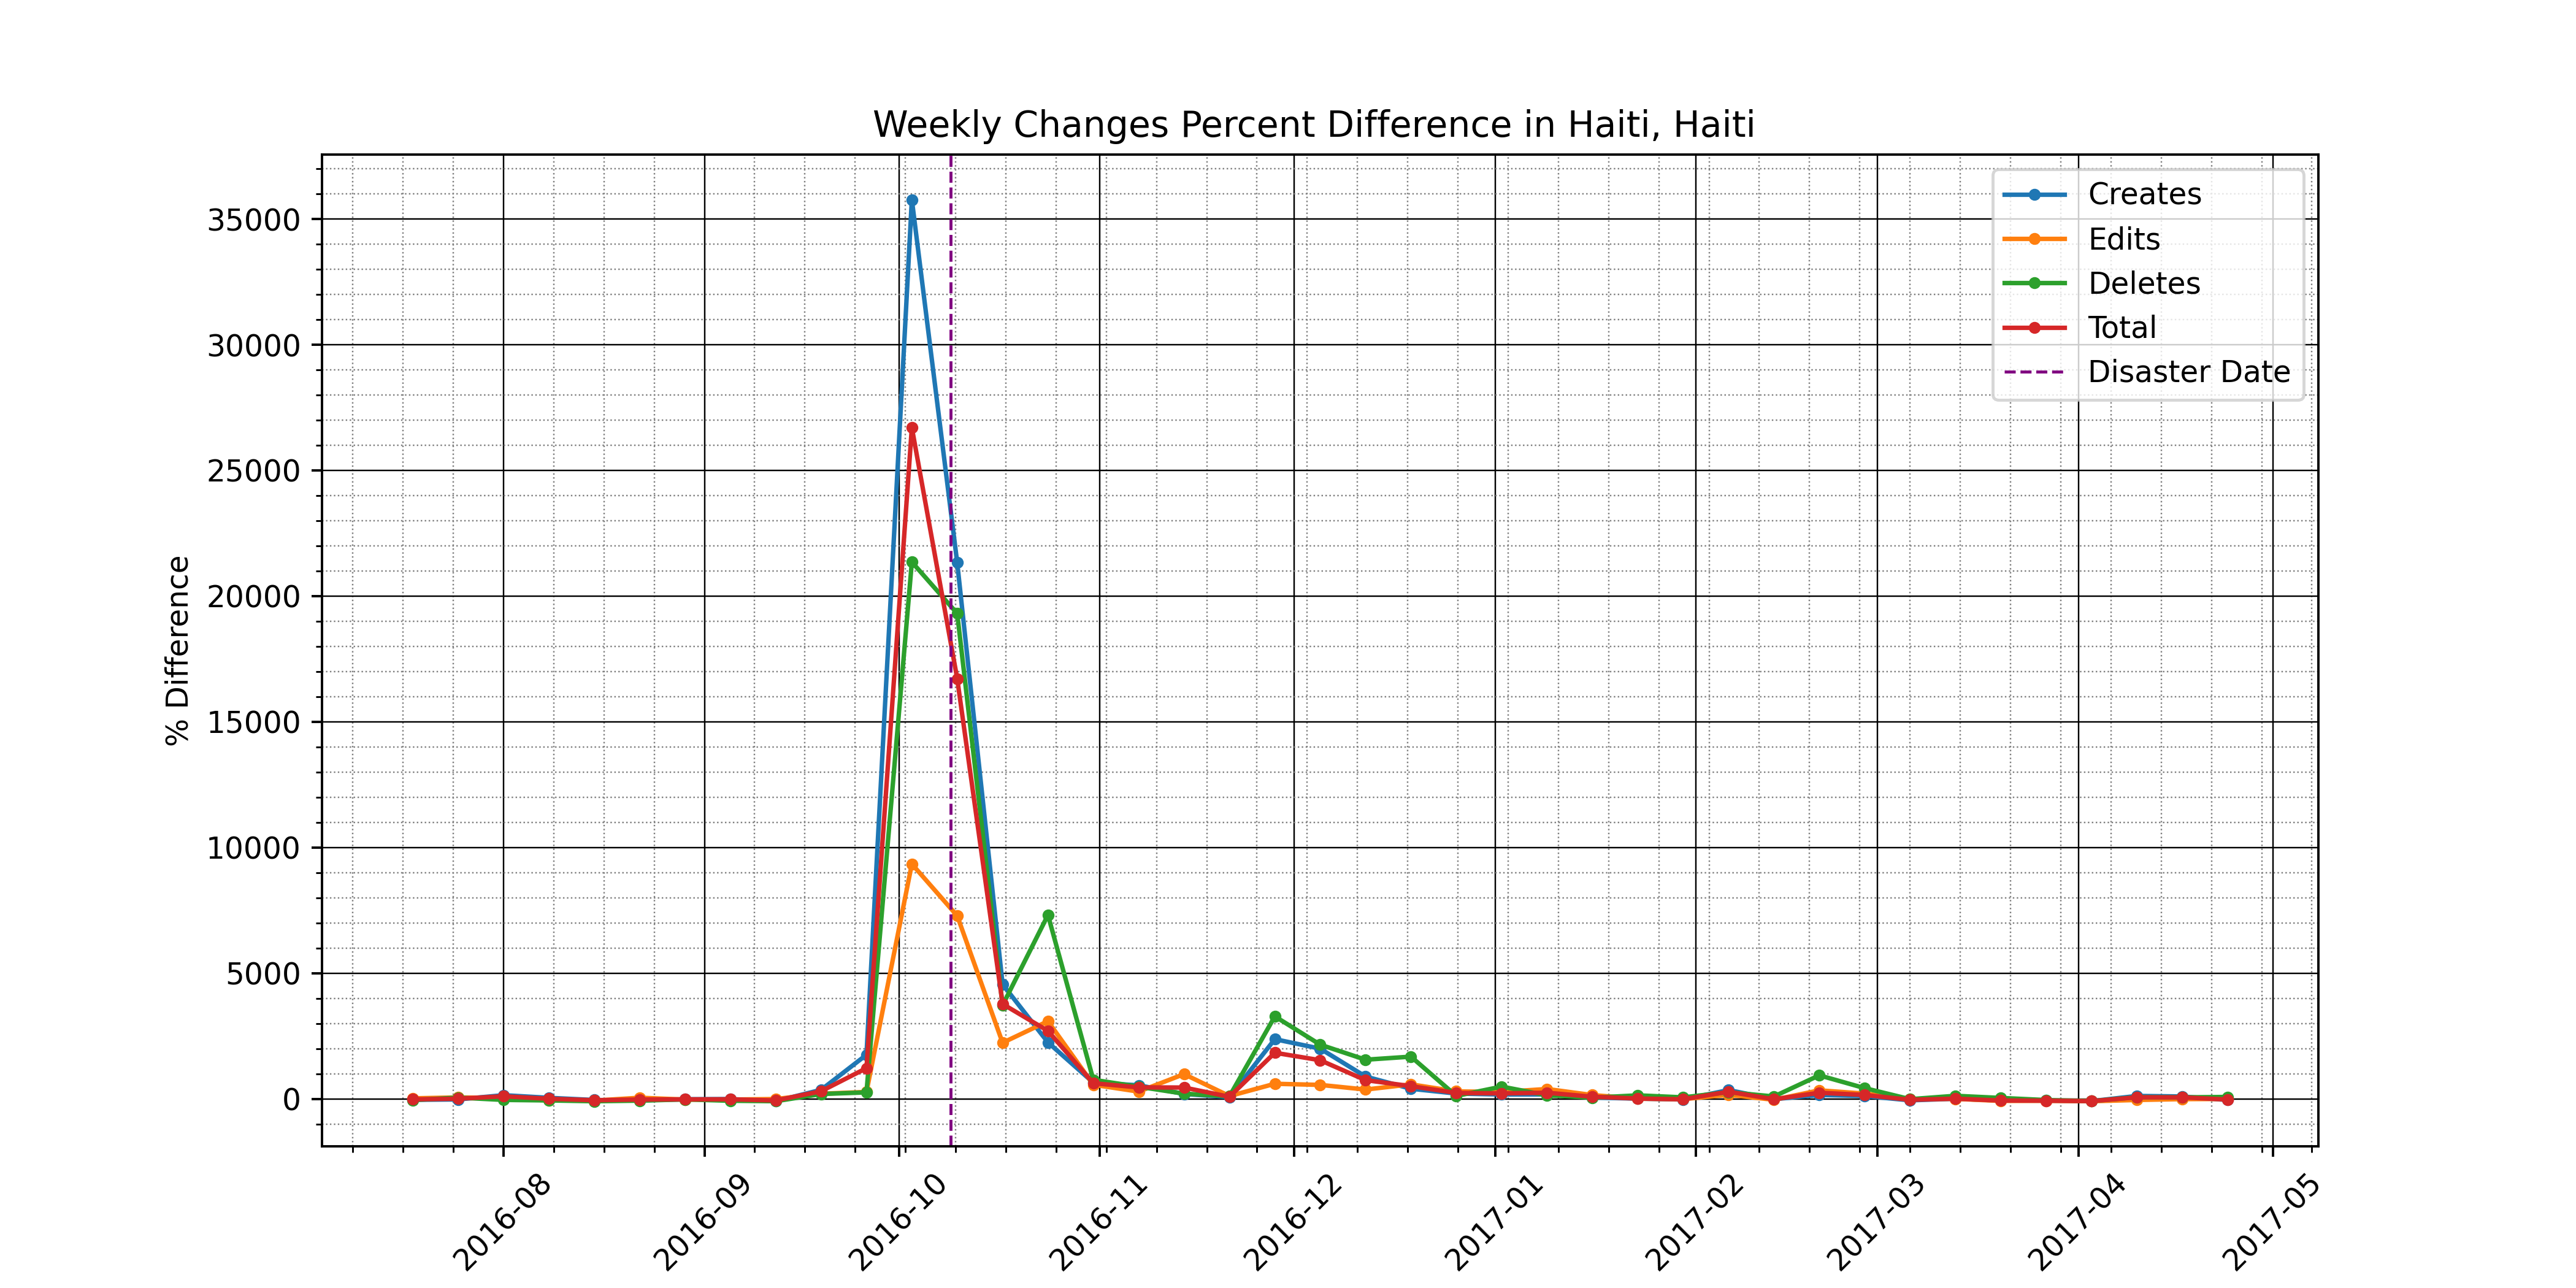 Weekly Changes Percent Difference in Haiti, Haiti
% Difference
35000
30000
25000
20000
15000
10000
5000
0
Creates
Edits
Deletes
Total
Disaster Date
2016-08
2016-09
2016-10
2016-11
2016-12
2017-01
2017-02
2017-03
2017-04
2017-05